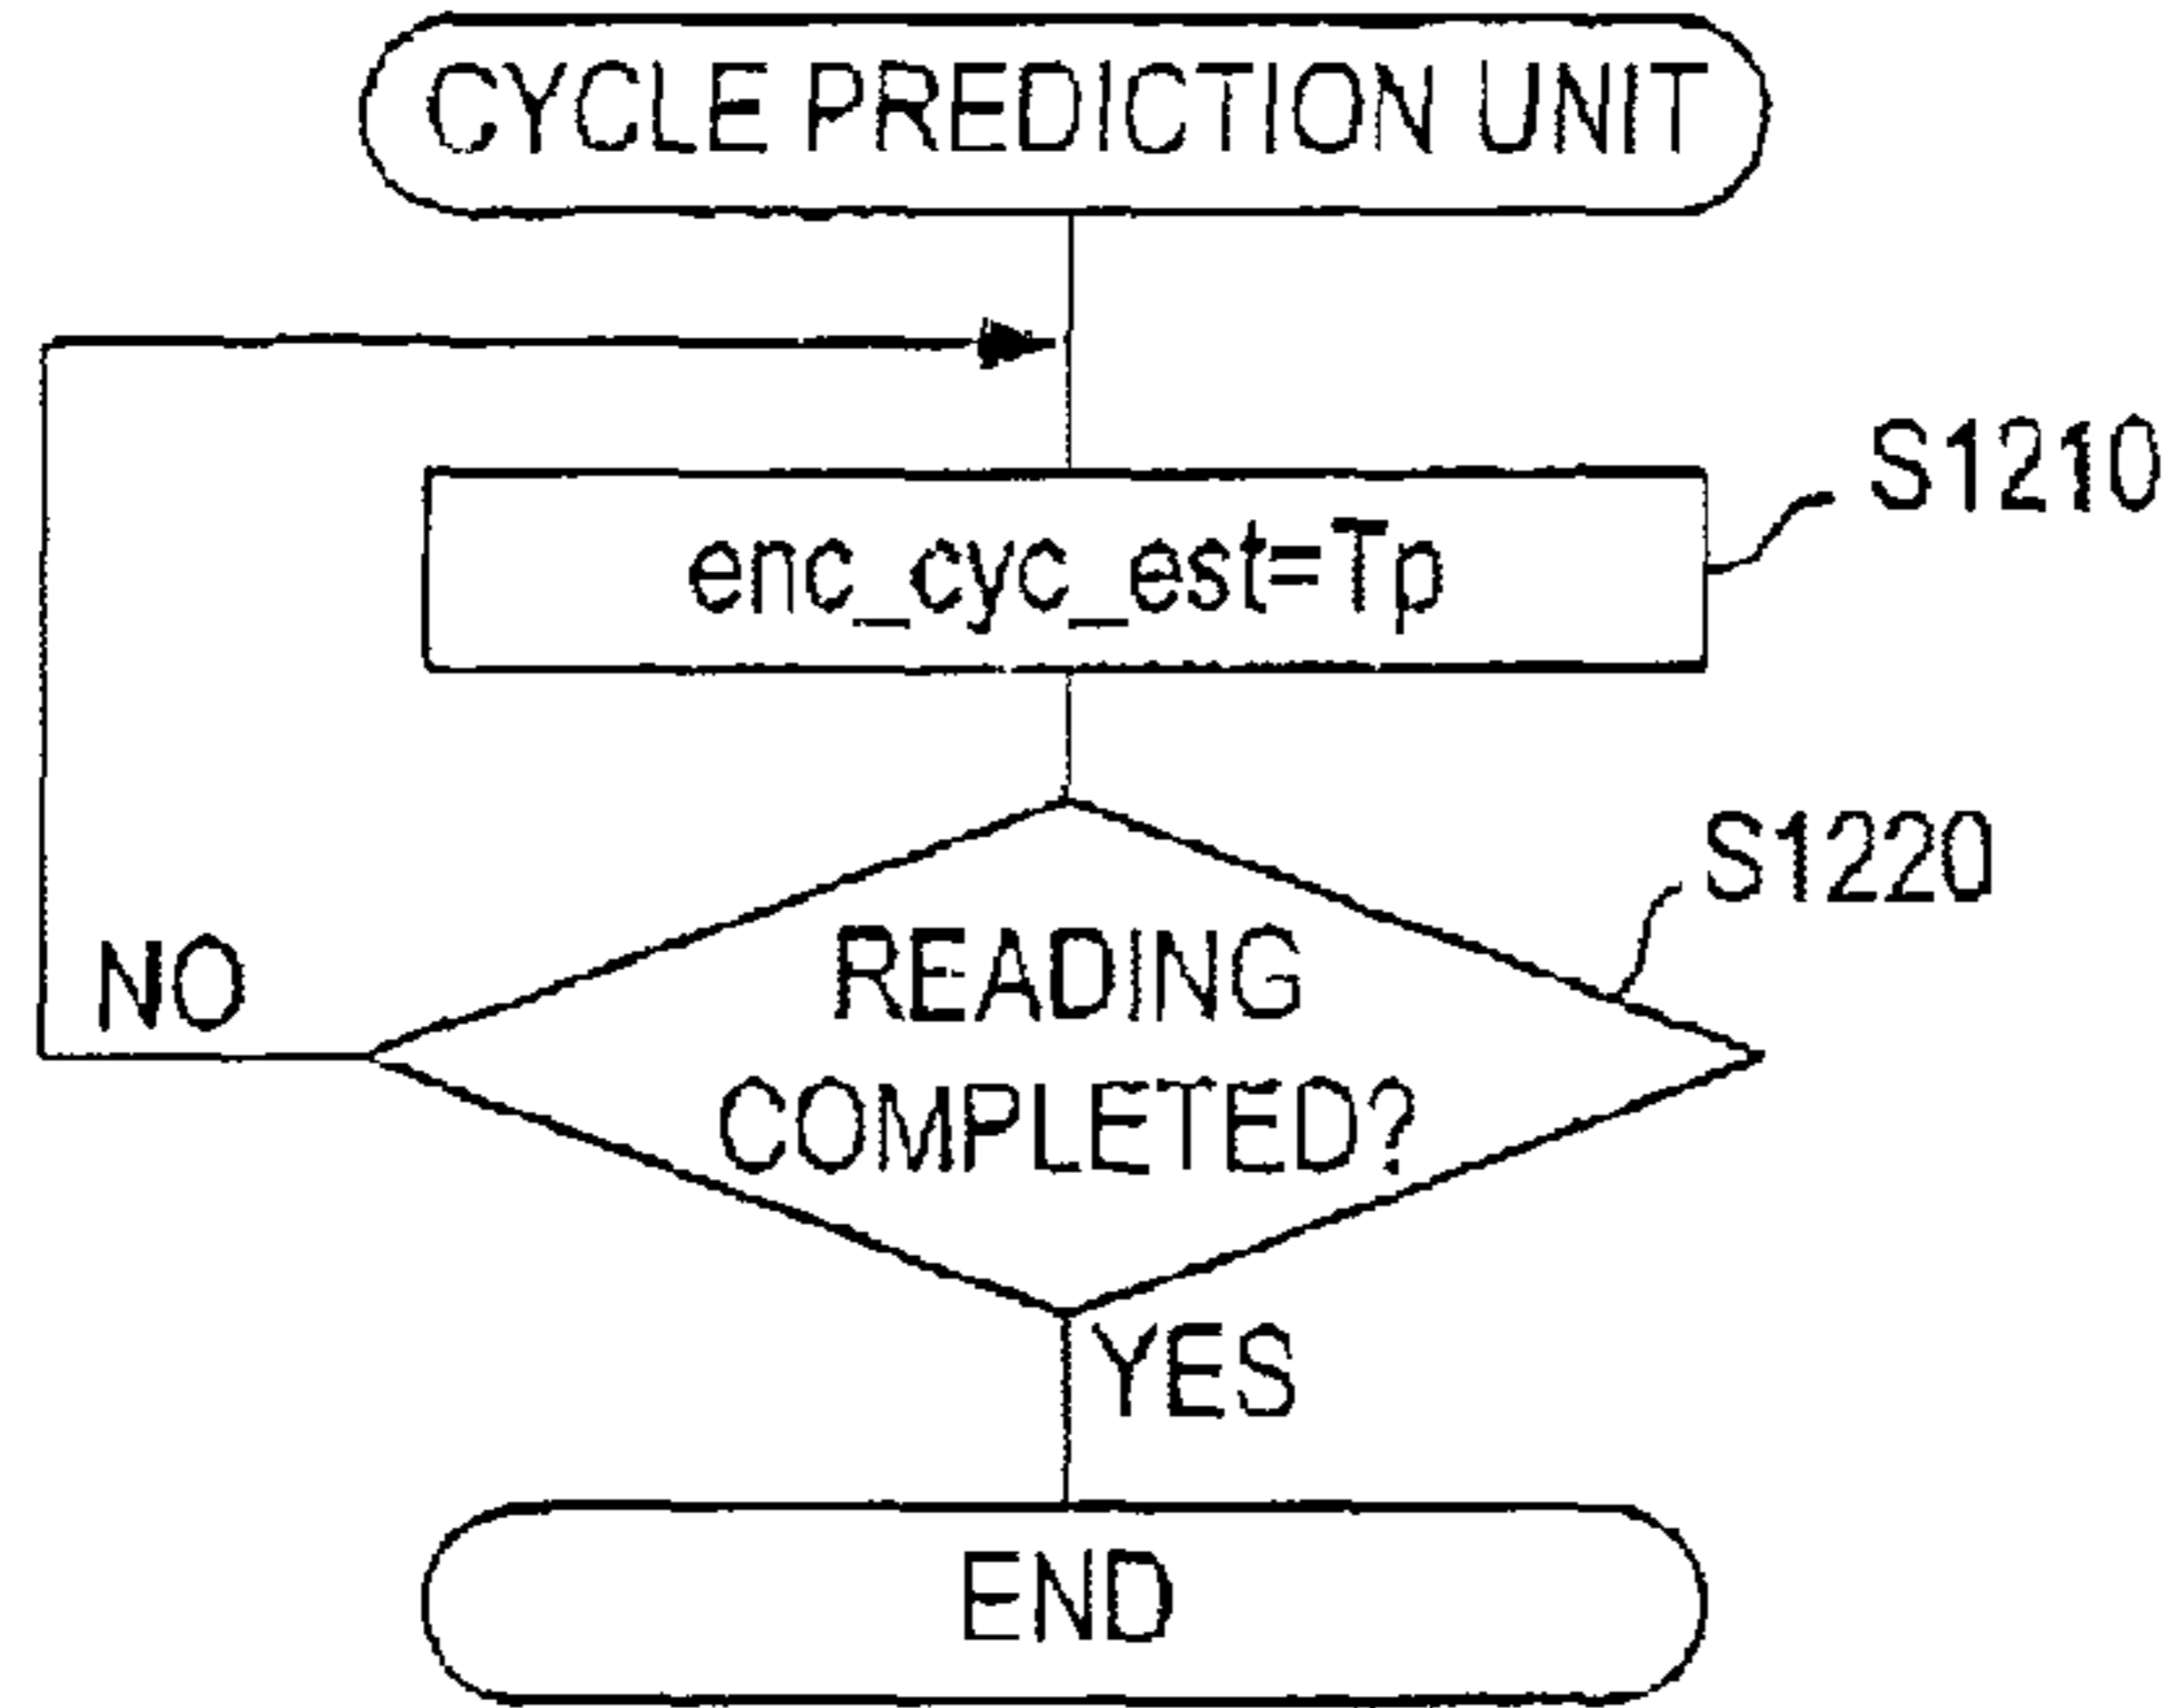 CYCLE PREDICTION UNIT
S1210
enc_cyc_est=Tp
S1220
NO
READING
COMPLETED?
YES
END